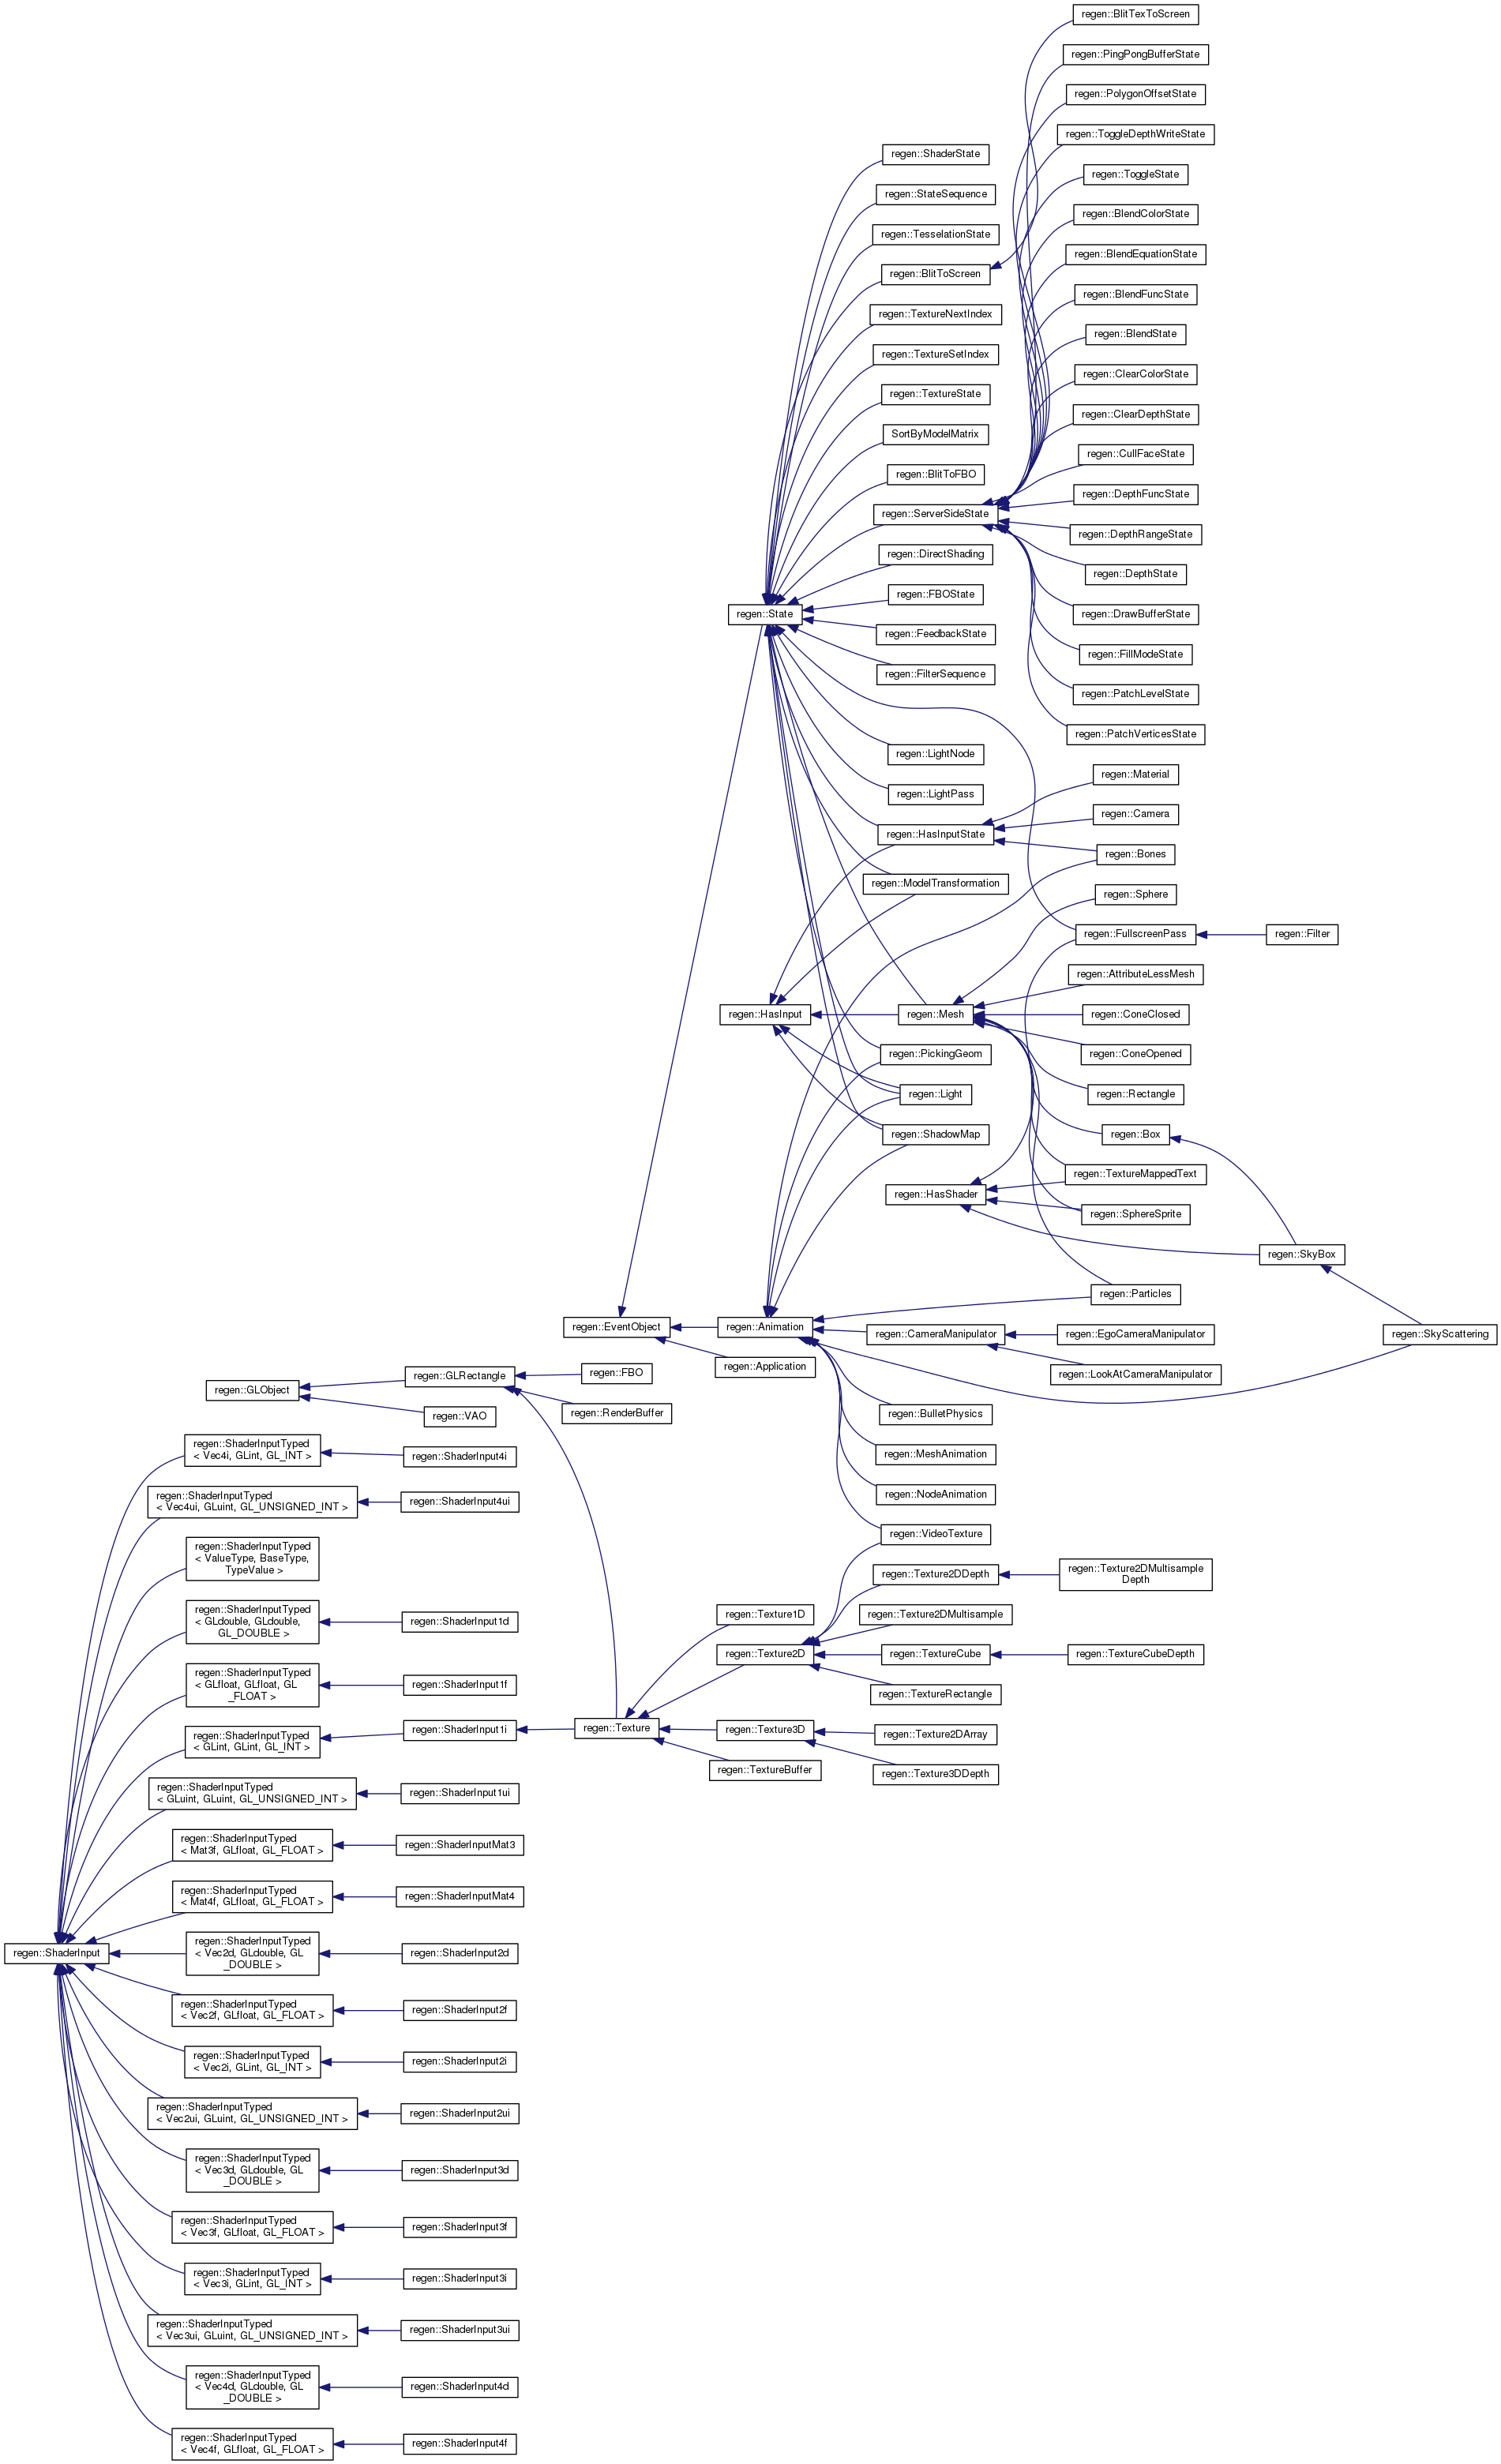 regen::BlitTexToScreen
regen::PingPongBufferState
regen::PolygonOffsetState
regen::ToggleDepthWriteState
regen::ShaderState
regen::ToggleState
regen::StateSequence
regen::BlendColorState
regen::TesselationState
regen::BlendEquationState
regen::BlitToScreen
regen::BlendFuncState
regen::TextureNextIndex
regen::BlendState
regen::TextureSetIndex
regen::ClearColorState
regen::TextureState
regen::ClearDepthState
SortByModelMatrix
regen::CullFaceState
regen::BlitToFBO
regen::DepthFuncState
regen::ServerSideState
regen::DepthRangeState
regen::DirectShading
regen::DepthState
regen::FBOState
regen::State
regen::DrawBufferState
regen::FeedbackState
regen::FillModeState
regen::FilterSequence
regen::PatchLevelState
regen::PatchVerticesState
regen::LightNode
regen::Material
regen::LightPass
regen::Camera
regen::HasInputState
regen::Bones
regen::ModelTransformation
regen::Sphere
regen::FullscreenPass
regen::Filter
regen::AttributeLessMesh
regen::HasInput
regen::Mesh
regen::ConeClosed
regen::PickingGeom
regen::ConeOpened
regen::Light
regen::Rectangle
regen::ShadowMap
regen::Box
regen::TextureMappedText
regen::HasShader
regen::SphereSprite
regen::SkyBox
regen::Particles
regen::EventObject
regen::Animation
regen::CameraManipulator
regen::EgoCameraManipulator
regen::SkyScattering
regen::Application
regen::LookAtCameraManipulator
regen::GLRectangle
regen::FBO
regen::GLObject
regen::VAO
regen::RenderBuffer
regen::BulletPhysics
regen::MeshAnimation
regen::NodeAnimation
regen::VideoTexture
regen::ShaderInputTyped
< Vec4i, GLint, GL_INT >
regen::ShaderInput4i
regen::ShaderInputTyped
< Vec4ui, GLuint, GL_UNSIGNED_INT >
regen::ShaderInput4ui
regen::ShaderInputTyped
< ValueType, BaseType,
TypeValue >
regen::Texture2DDepth
regen::Texture2DMultisample
Depth
regen::ShaderInputTyped
< GLdouble, GLdouble,
GL_DOUBLE >
regen::ShaderInput1d
regen::Texture1D
regen::Texture2DMultisample
regen::Texture2D
regen::TextureCube
regen::TextureCubeDepth
regen::TextureRectangle
regen::ShaderInputTyped
< GLfloat, GLfloat, GL
_FLOAT >
regen::ShaderInput1f
regen::ShaderInputTyped
< GLint, GLint, GL_INT >
regen::ShaderInput1i
regen::Texture
regen::Texture3D
regen::Texture2DArray
regen::TextureBuffer
regen::Texture3DDepth
regen::ShaderInputTyped
< GLuint, GLuint, GL_UNSIGNED_INT >
regen::ShaderInput1ui
regen::ShaderInputTyped
< Mat3f, GLfloat, GL_FLOAT >
regen::ShaderInputMat3
regen::ShaderInputTyped
< Mat4f, GLfloat, GL_FLOAT >
regen::ShaderInputMat4
regen::ShaderInput
regen::ShaderInputTyped
< Vec2d, GLdouble, GL
_DOUBLE >
regen::ShaderInput2d
regen::ShaderInputTyped
< Vec2f, GLfloat, GL_FLOAT >
regen::ShaderInput2f
regen::ShaderInputTyped
< Vec2i, GLint, GL_INT >
regen::ShaderInput2i
regen::ShaderInputTyped
< Vec2ui, GLuint, GL_UNSIGNED_INT >
regen::ShaderInput2ui
regen::ShaderInputTyped
< Vec3d, GLdouble, GL
_DOUBLE >
regen::ShaderInput3d
regen::ShaderInputTyped
< Vec3f, GLfloat, GL_FLOAT >
regen::ShaderInput3f
regen::ShaderInputTyped
< Vec3i, GLint, GL_INT >
regen::ShaderInput3i
regen::ShaderInputTyped
< Vec3ui, GLuint, GL_UNSIGNED_INT >
regen::ShaderInput3ui
regen::ShaderInputTyped
< Vec4d, GLdouble, GL
_DOUBLE >
regen::ShaderInput4d
regen::ShaderInputTyped
< Vec4f, GLfloat, GL_FLOAT >
regen::ShaderInput4f